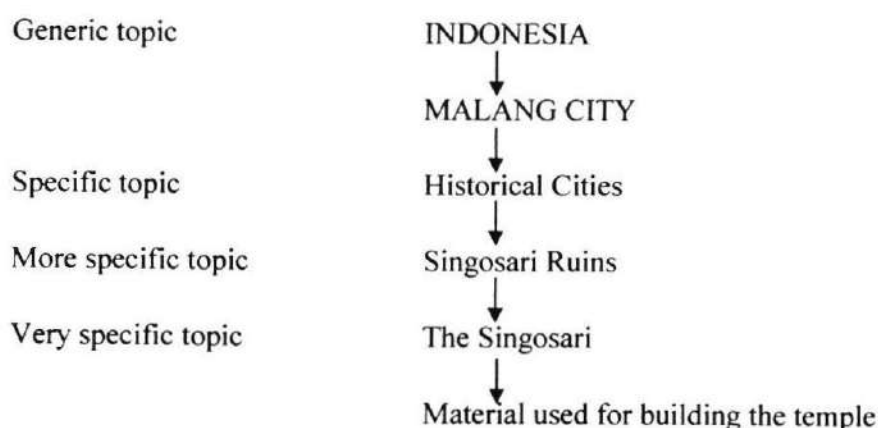 Generic topic INDONESIA
MALANG CITY
Specific topic Historical Cities
More specific topic Singosari Ruins
Very specific topic The Singosari
Material used for building the temple